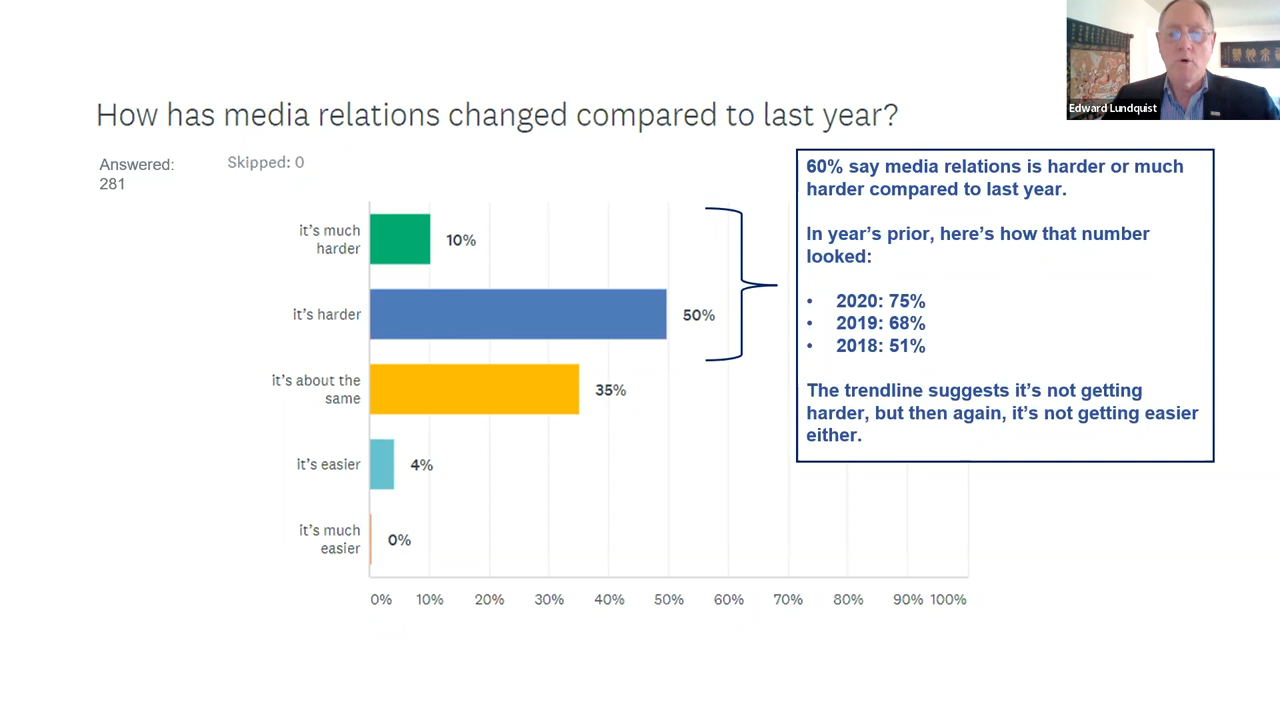 Edward Lundquist
How has media relations changed compared to last year?
Answered:
281
Skipped: 0
60% say media relations is harder or much
harder compared to last year.
In year’s prior, here’s how that number
looked:
• 2020: 75%
• 2019: 68%
• 2018: 51%
The trendline suggests it’s not getting
harder, but then again, it’s not getting easier
either.
it’s much
harder
10%
it’s harder
50%
it’s about the
same
35%
it’s easier
4%
it’s much
easier
0%
0% 10% 20% 30% 40% 50% 60% 70% 80% 90% 100%